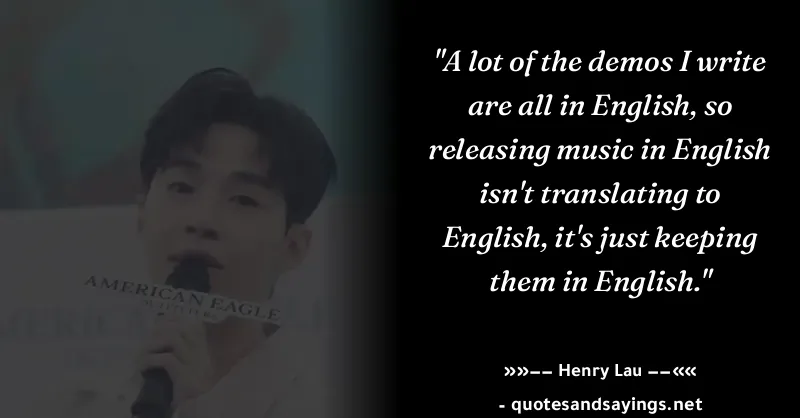 "A lot of the demos I write
are all in English, so
releasing music in English
isn't translating to
English, it's just keeping
them in English."
»»−− Henry Lau −−««
- quotesandsayings.net
AMERICAN EAGLE